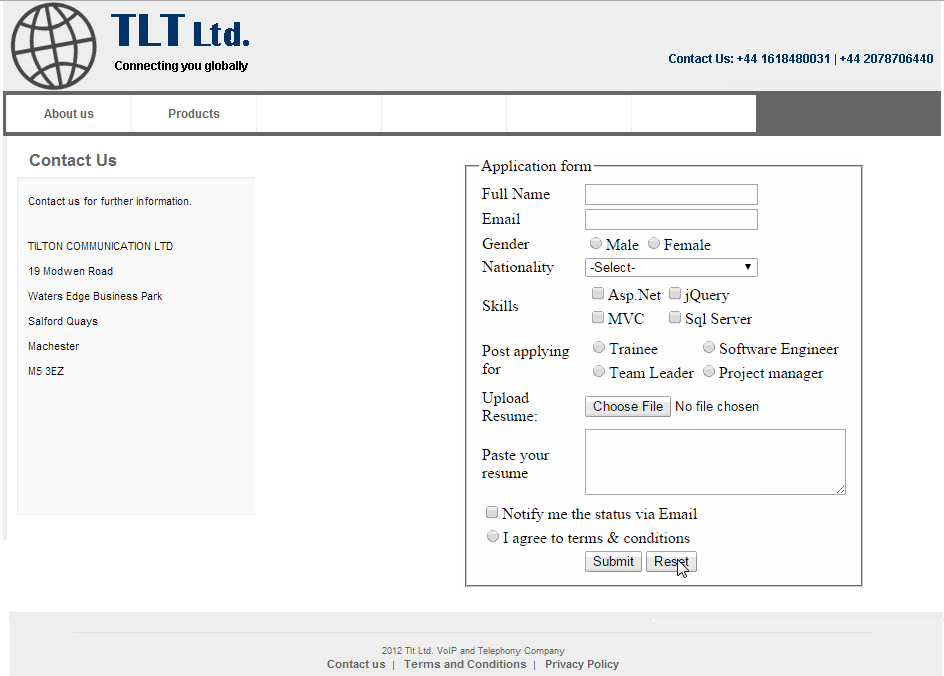 TLT Ltd.
Connecting you globally
Contact Us: +44 1618480031 | +44 2078706440
About us Products
Contact Us
Contact us for further information.
TILTON COMMUNICATION LTD
19 Modwen Road
Waters Edge Business Park
Salford Quays
Machester
M5 3EZ
Application form
Full Name
Email
Gender Male Female
Nationality -Select-
Skills Asp.Net jQuery
MVC Sql Server
Post applying for Trainee Software Engineer
Team Leader Project manager
Upload Resume: Choose File No file chosen
Paste your resume
Notify me the status via Email
I agree to terms & conditions
Submit Reset
2012 Tlt Ltd. VoIP and Telephony Company
Contact us | Terms and Conditions | Privacy Policy